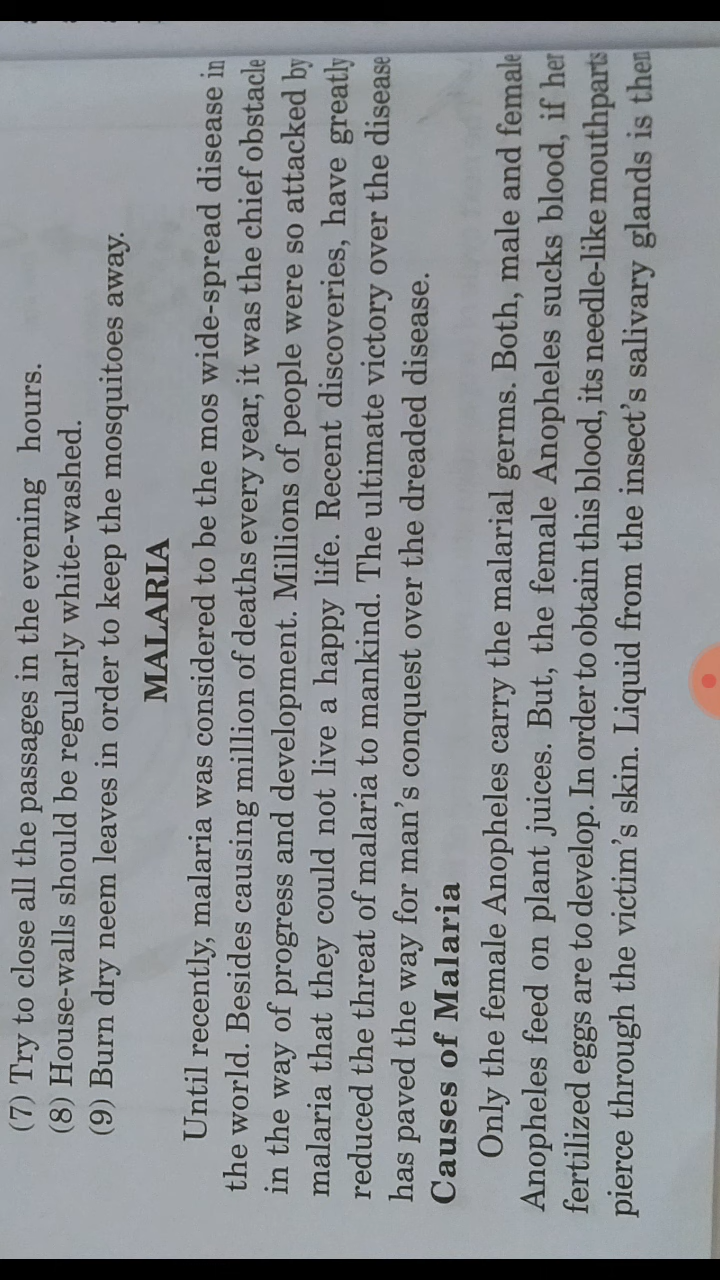 (7) Try to close all the passages in the evening hours.
(8) House-walls should be regularly white-washed.
(9) Burn dry neem leaves in order to keep the mosquitoes away.
MALARIA
Until recently, malaria was considered to be the mos wide-spread disease in
the world. Besides causing million of deaths every year, it was the chief obstacle
in the way of progress and development. Millions of people were so attacked by
malaria that they could not live a happy life. Recent discoveries, have greatly
reduced the threat of malaria to mankind. The ultimate victory over the disease
has paved the way for man's conquest over the dreaded disease.
Causes of Malaria
Only the female Anopheles carry the malarial germs. Both, male and female
Anopheles feed on plant juices. But, the female Anopheles sucks blood, if her
fertilized eggs are to develop. In order to obtain this blood, its needle-like mouthparts
pierce through the victim's skin. Liquid from the insect's salivary glands is then